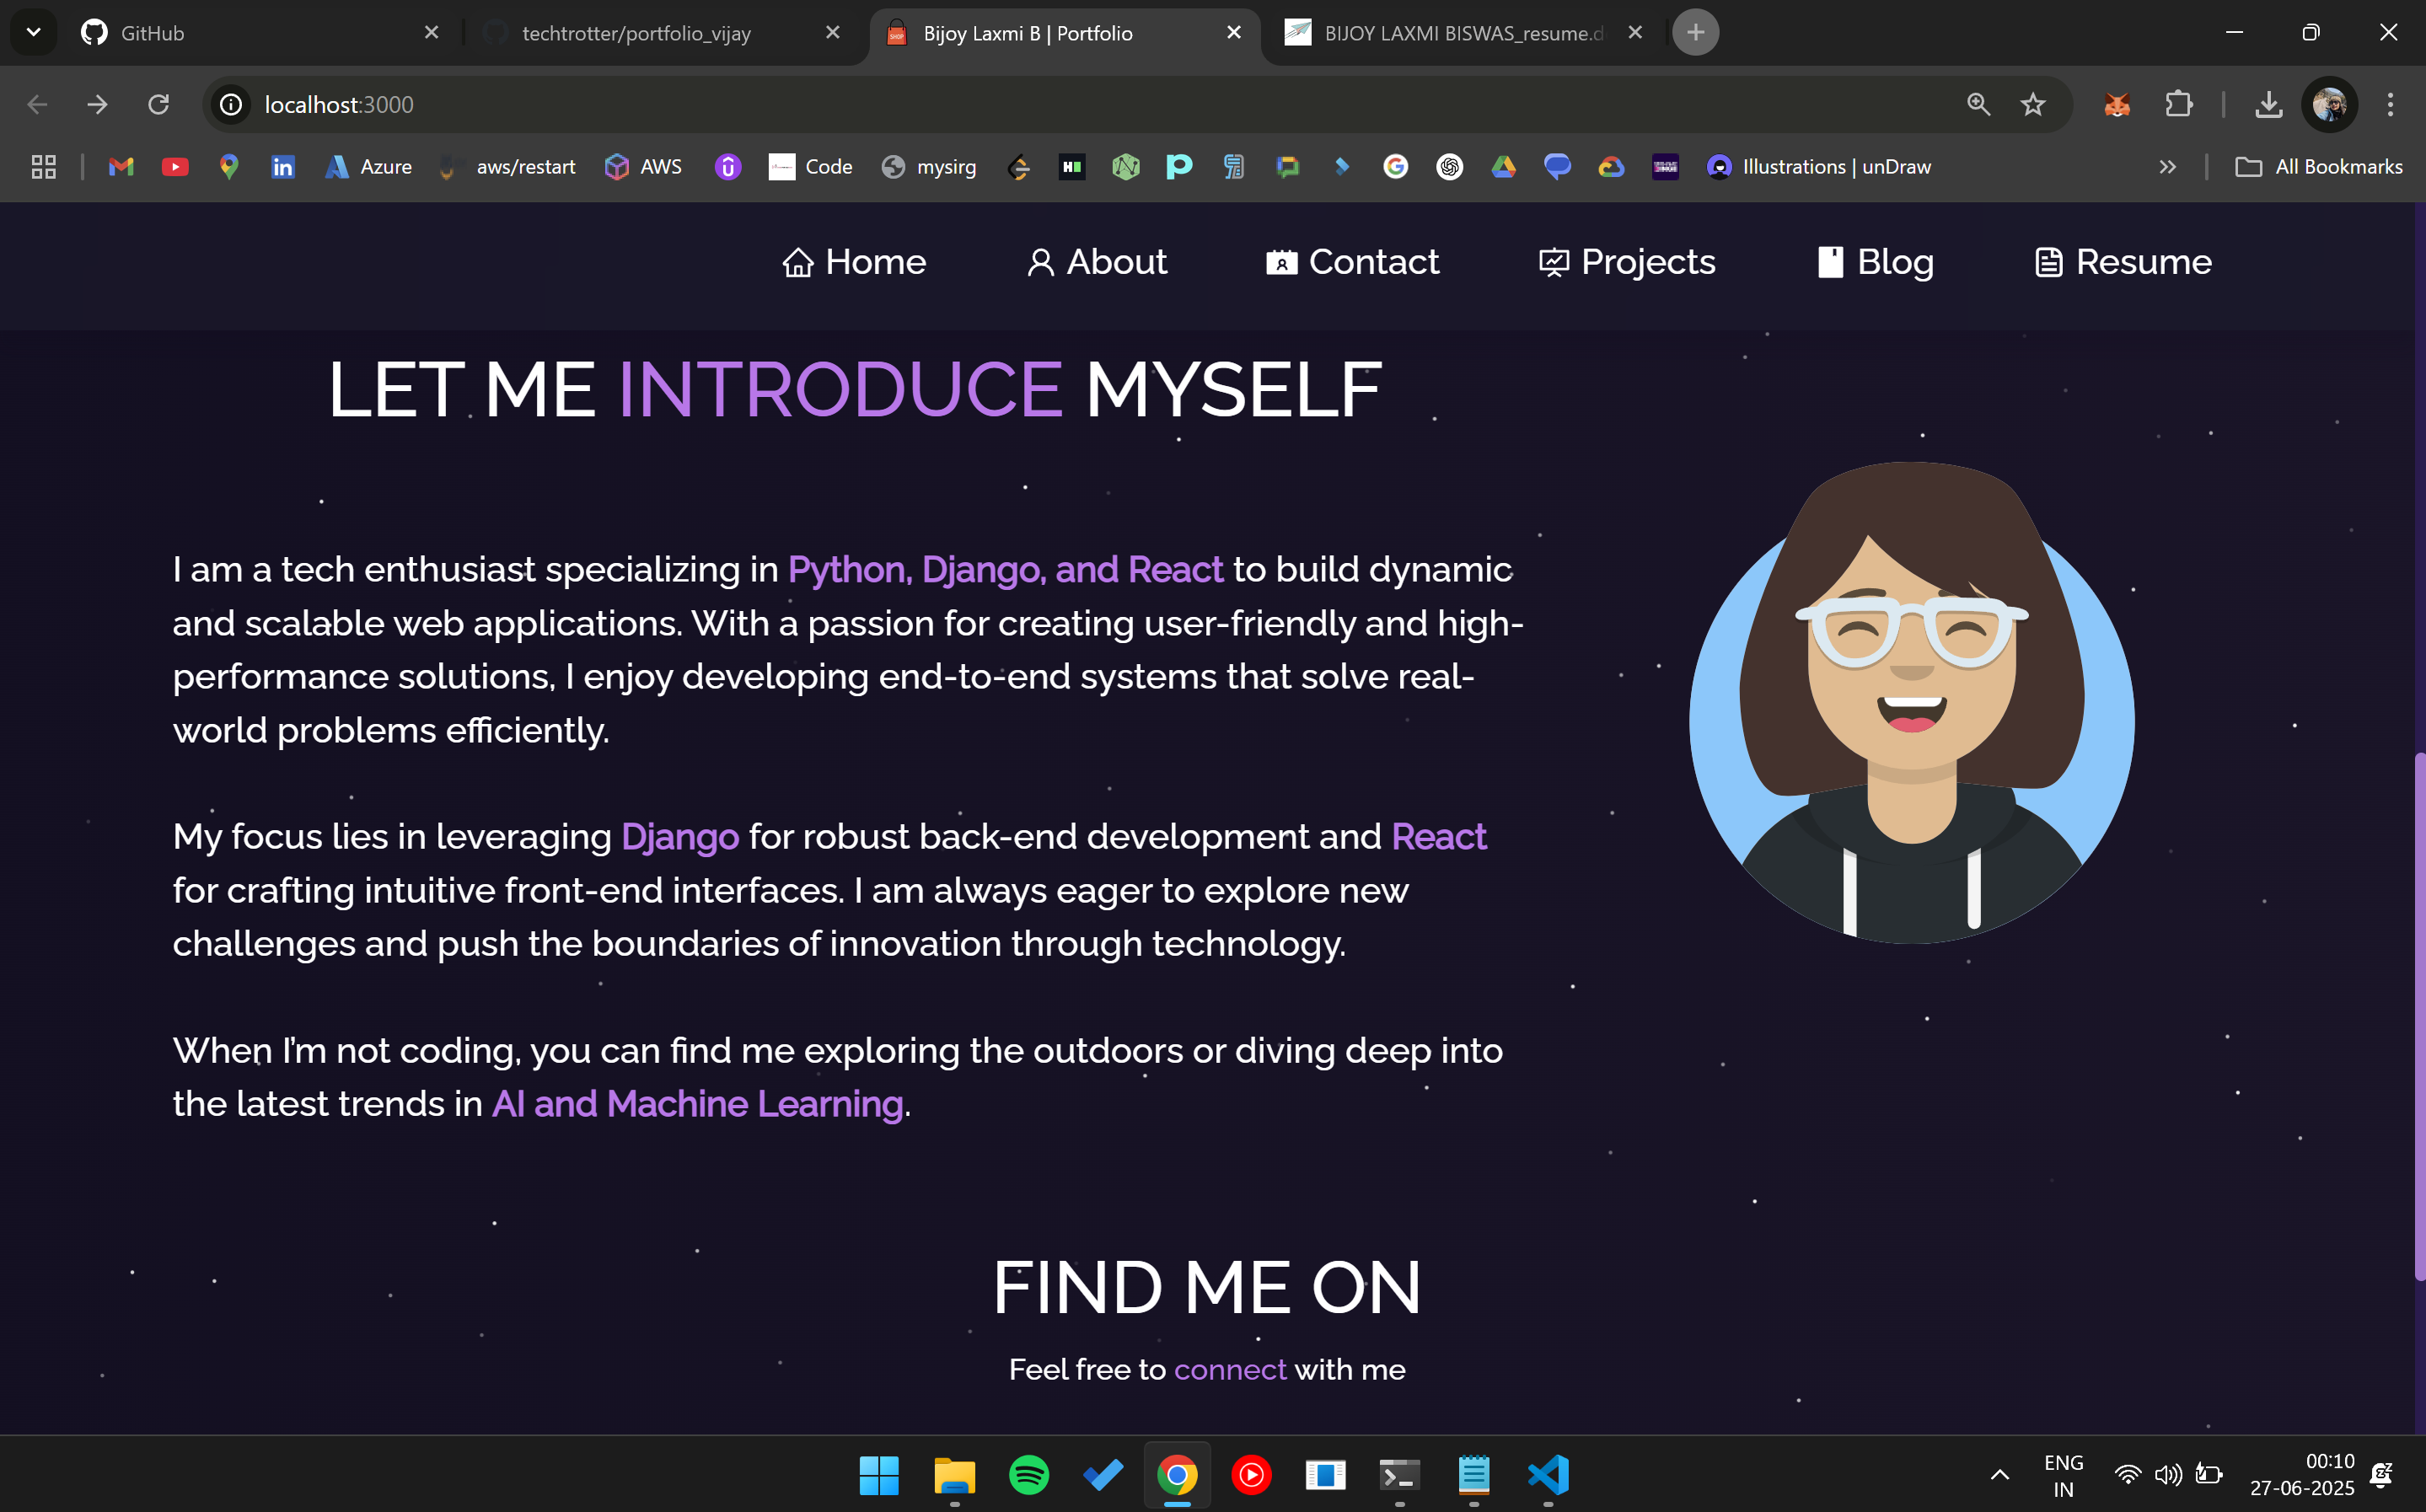 GitHub
techtrotter/portfolio_vijay
Bijoy Laxmi B | Portfolio
BIJOY LAXMI BISWAS_resume.d
localhost:3000
Azure
aws/restart
AWS
Code
mysirg
Illustrations | unDraw
All Bookmarks
Home
About
Contact
Projects
Blog
Resume
LET ME INTRODUCE MYSELF
I am a tech enthusiast specializing in Python, Django, and React to build dynamic
and scalable web applications. With a passion for creating user-friendly and high-
performance solutions, I enjoy developing end-to-end systems that solve real-
world problems efficiently.
My focus lies in leveraging Django for robust back-end development and React
for crafting intuitive front-end interfaces. I am always eager to explore new
challenges and push the boundaries of innovation through technology.
When I’m not coding, you can find me exploring the outdoors or diving deep into
the latest trends in AI and Machine Learning.
FIND ME ON
Feel free to connect with me
ENG
IN
00:10
27-06-2025